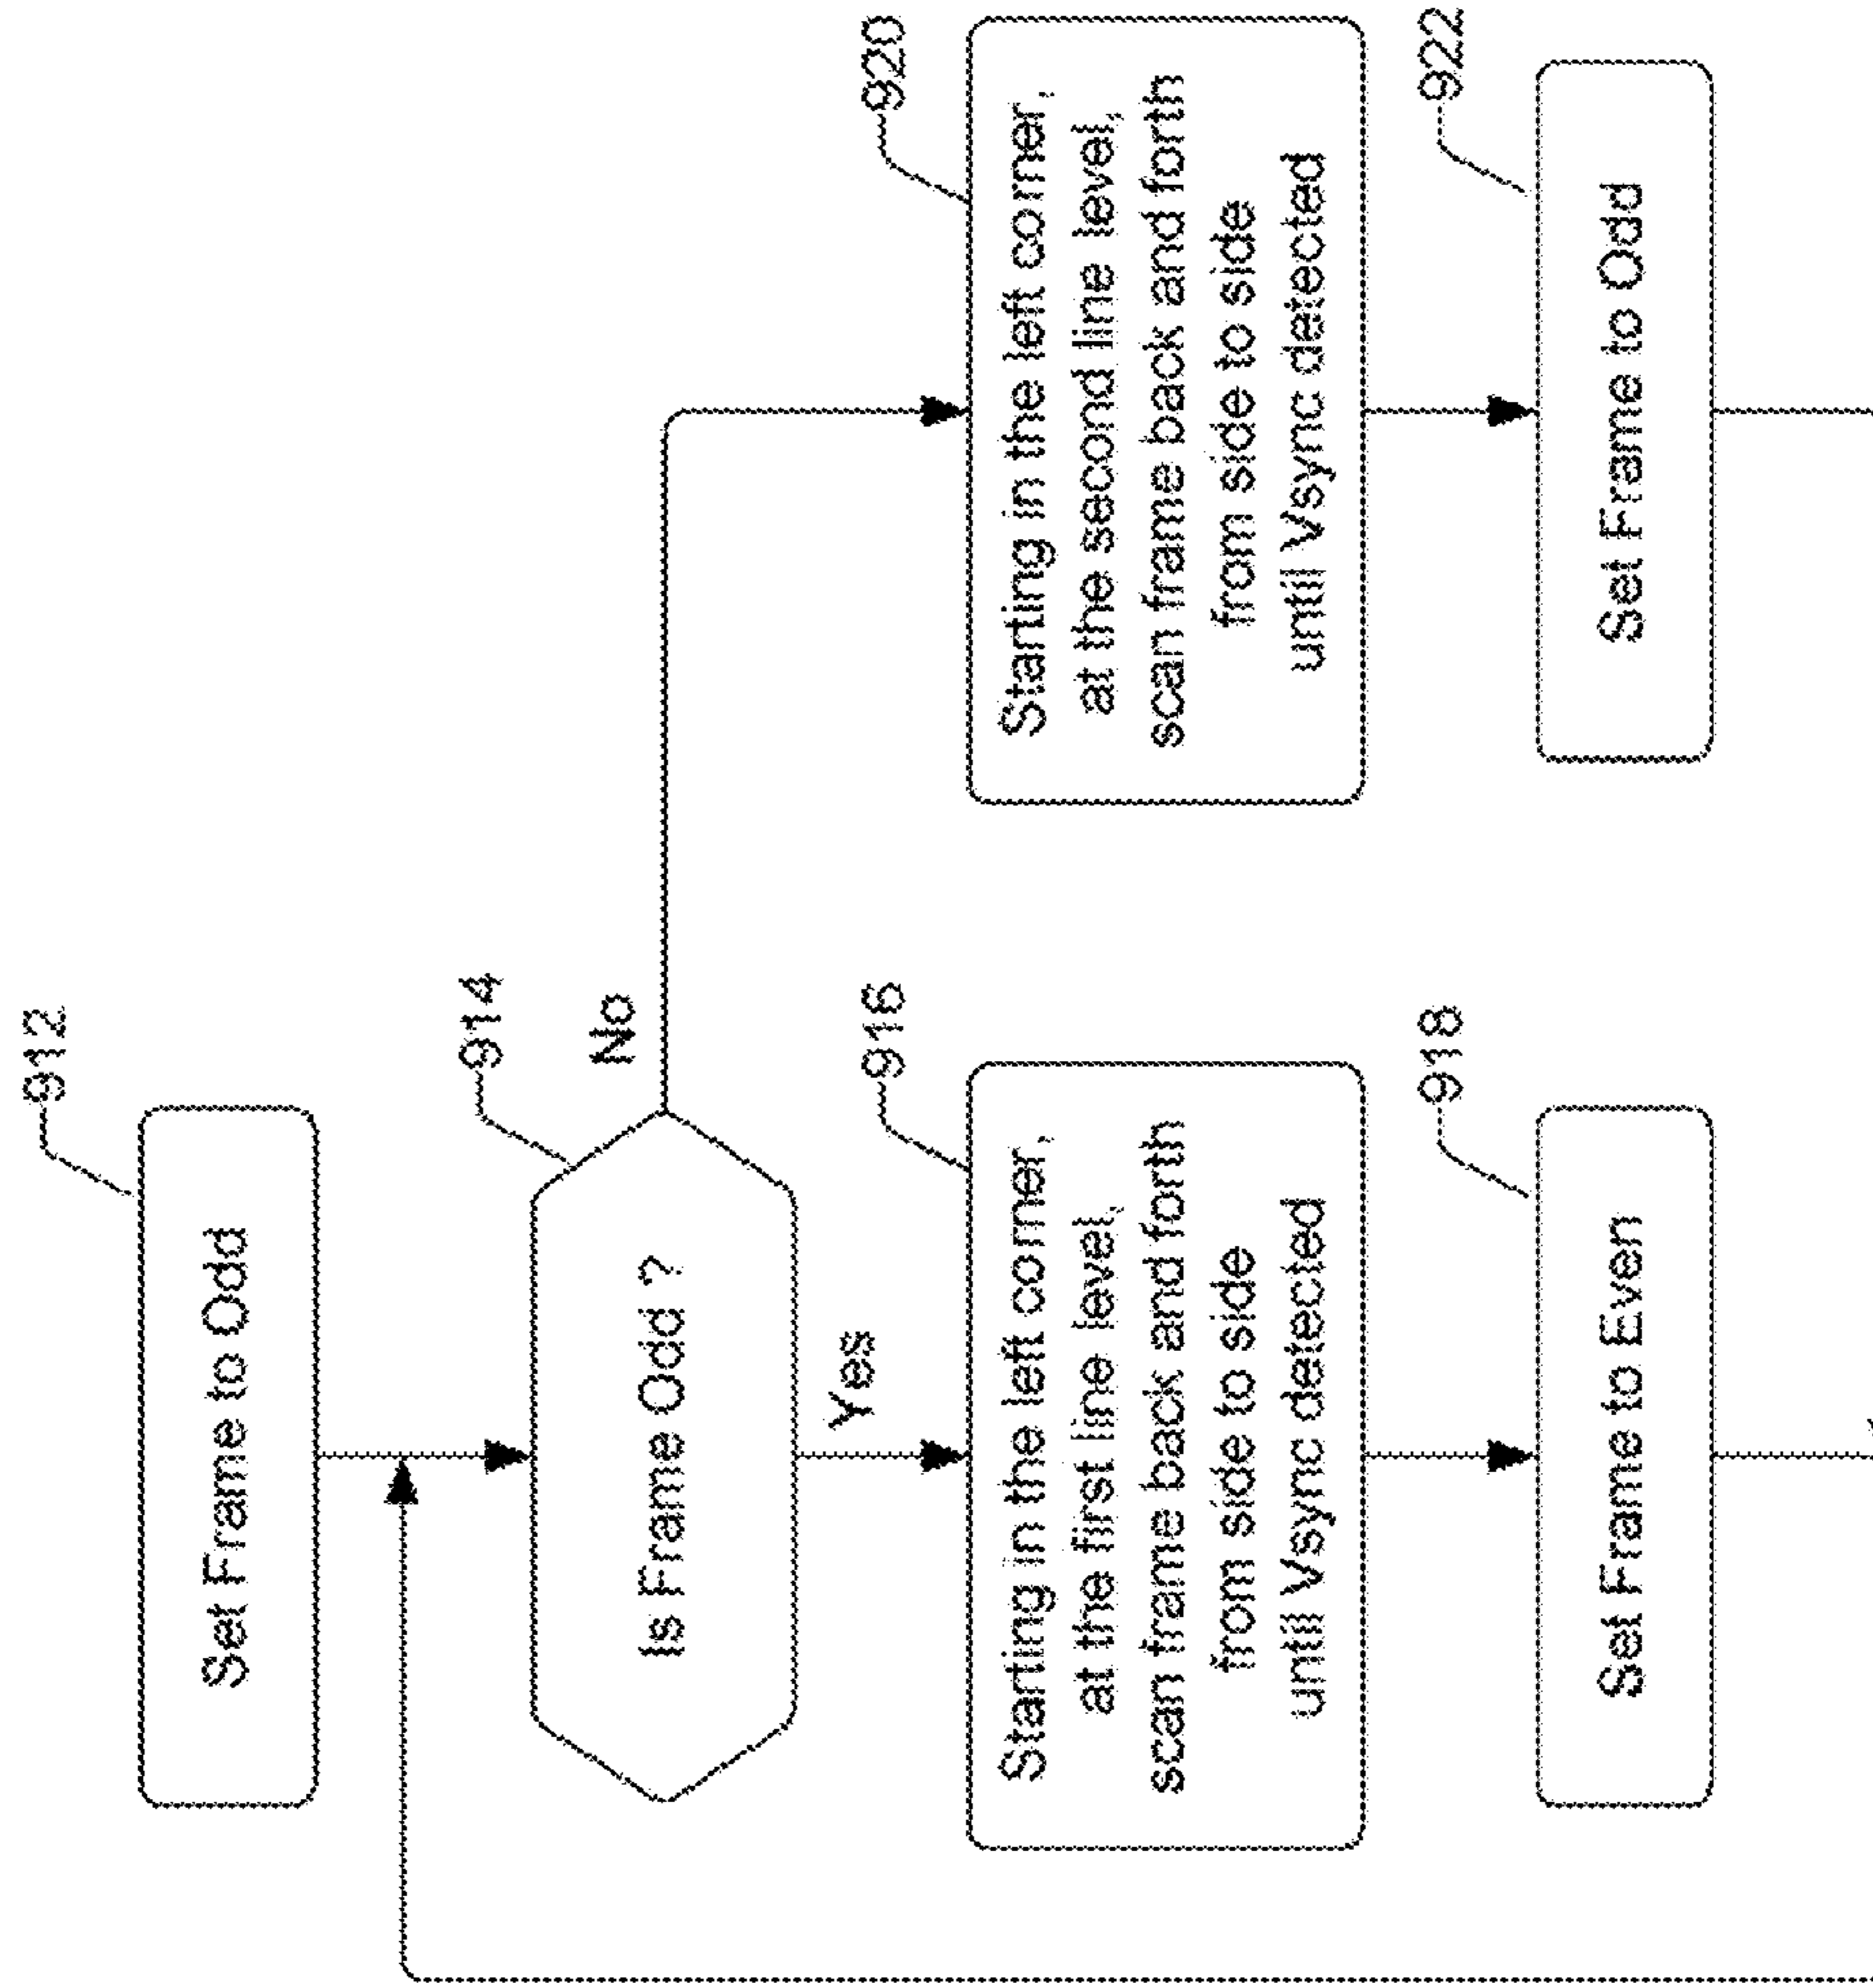 912
Set Frame to Odd
914
Is Frame Odd ?
No
Yes
916
Starting in the left corner,
at the first line level,
scan frame back and forth
from side to side
until Vsync detected
920
Starting in the left corner,
at the second line level,
scan frame back and forth
from side to side
until Vsync detected
918
Set Frame to Even
922
Set Frame to Odd